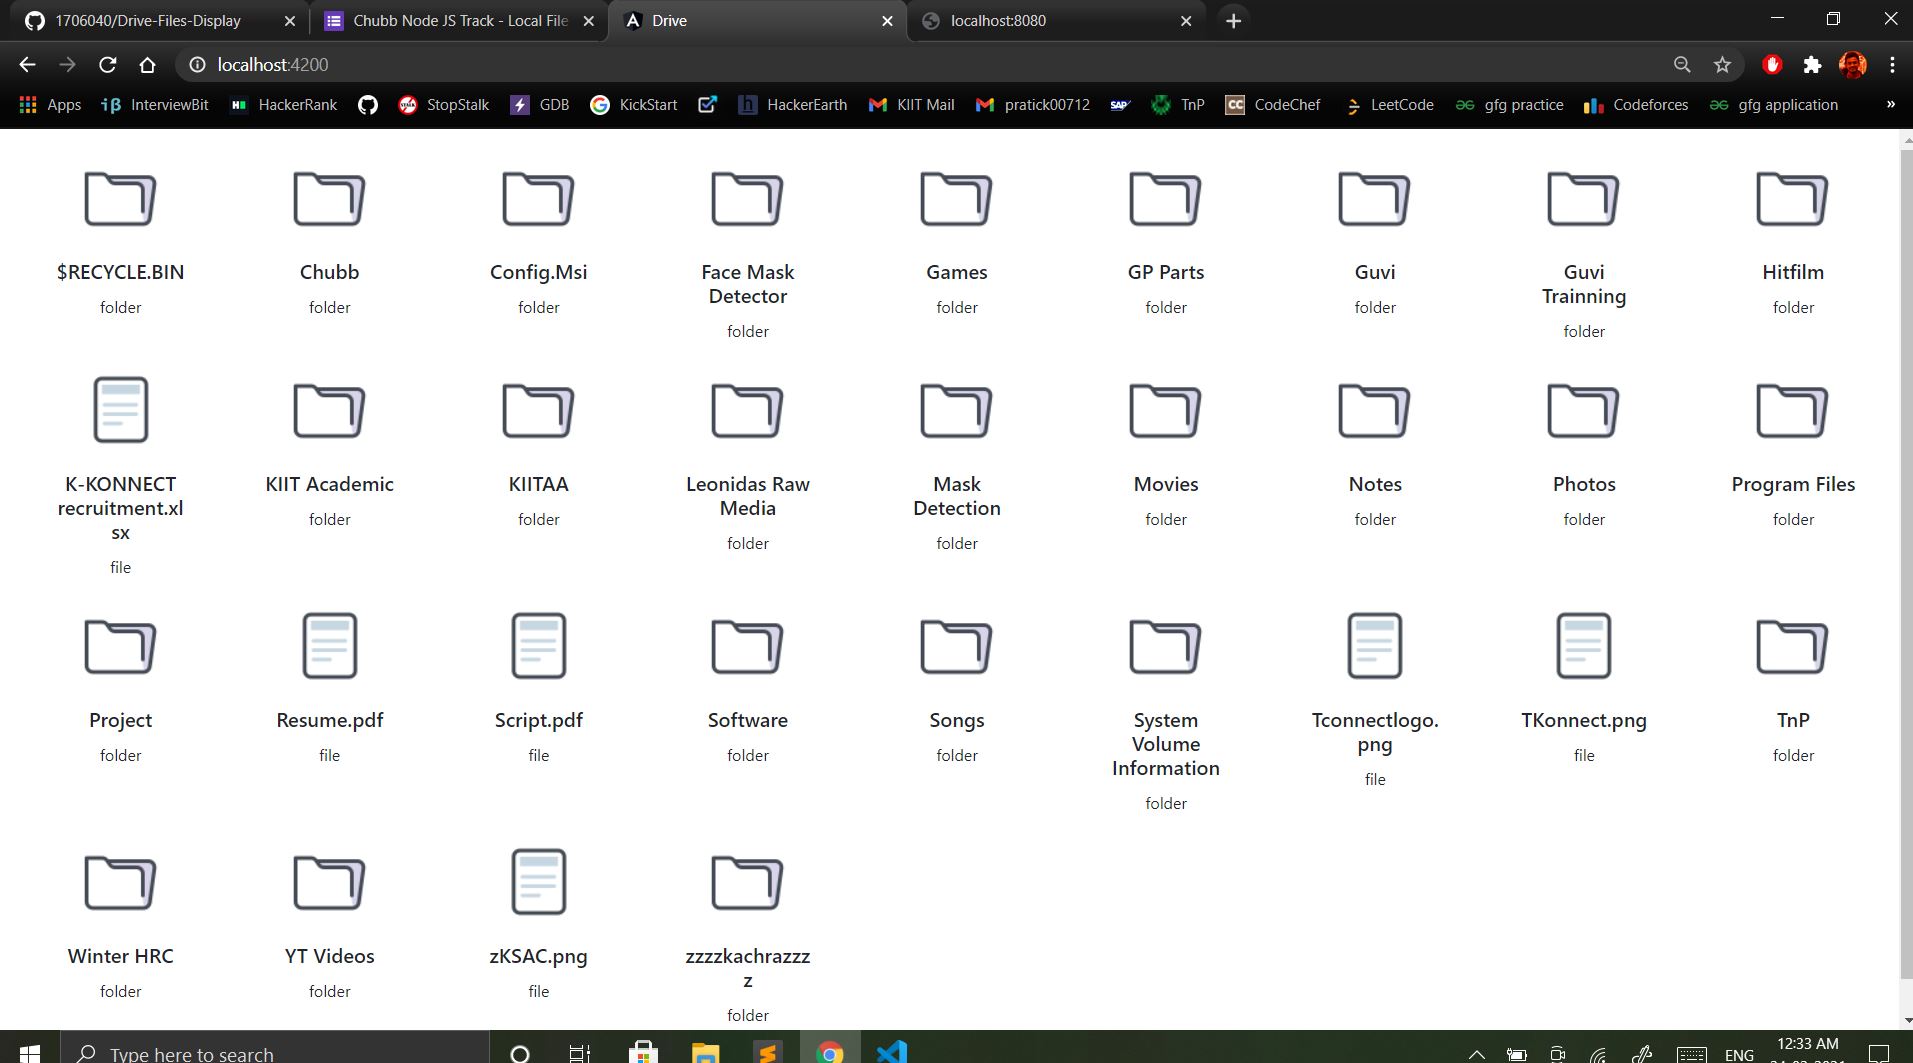 1706040/Drive-Files-Display
Chubb Node JS Track - Local File
Drive
localhost:8080
localhost:4200
Apps
InterviewBit
HackerRank
StopStalk
GDB
KickStart
HackerEarth
KIIT Mail
pratick00712
SAP
TnP
CC
CodeChef
LeetCode
gfg practice
Codeforces
gfg application
$RECYCLE.BIN
folder
Chubb
folder
Config.Msi
folder
Face Mask
Detector
folder
Games
folder
GP Parts
folder
Guvi
folder
Guvi
Trainning
folder
Hitfilm
folder
K-KONNECT
recruitment.xl
sx
file
KIIT Academic
folder
KIITAA
folder
Leonidas Raw
Media
folder
Mask
Detection
folder
Movies
folder
Notes
folder
Photos
folder
Program Files
folder
Project
folder
Resume.pdf
file
Script.pdf
file
Software
folder
Songs
folder
System
Volume
Information
folder
Tconnectlogo.
png
file
TKonnect.png
file
TnP
folder
Winter HRC
folder
YT Videos
folder
zKSAC.png
file
zzzzkachrazzz
z
folder
Type here to search
ENG
12:33 AM